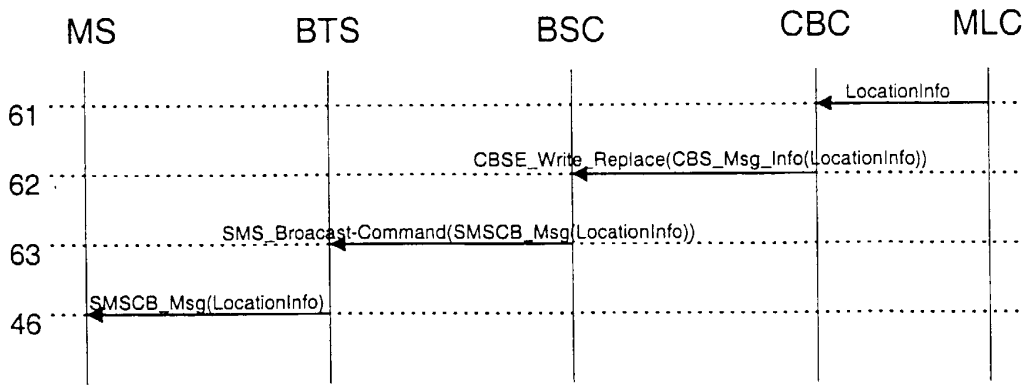 MS BTS BSC CBC MLC
61 LocationInfo
62 CBSE_Write_Replace(CBS_Msg_Info(LocationInfo))
63 SMS_Broacast-Command(SMSCB_Msg(LocationInfo))
46 SMSCB_Msg(LocationInfo)